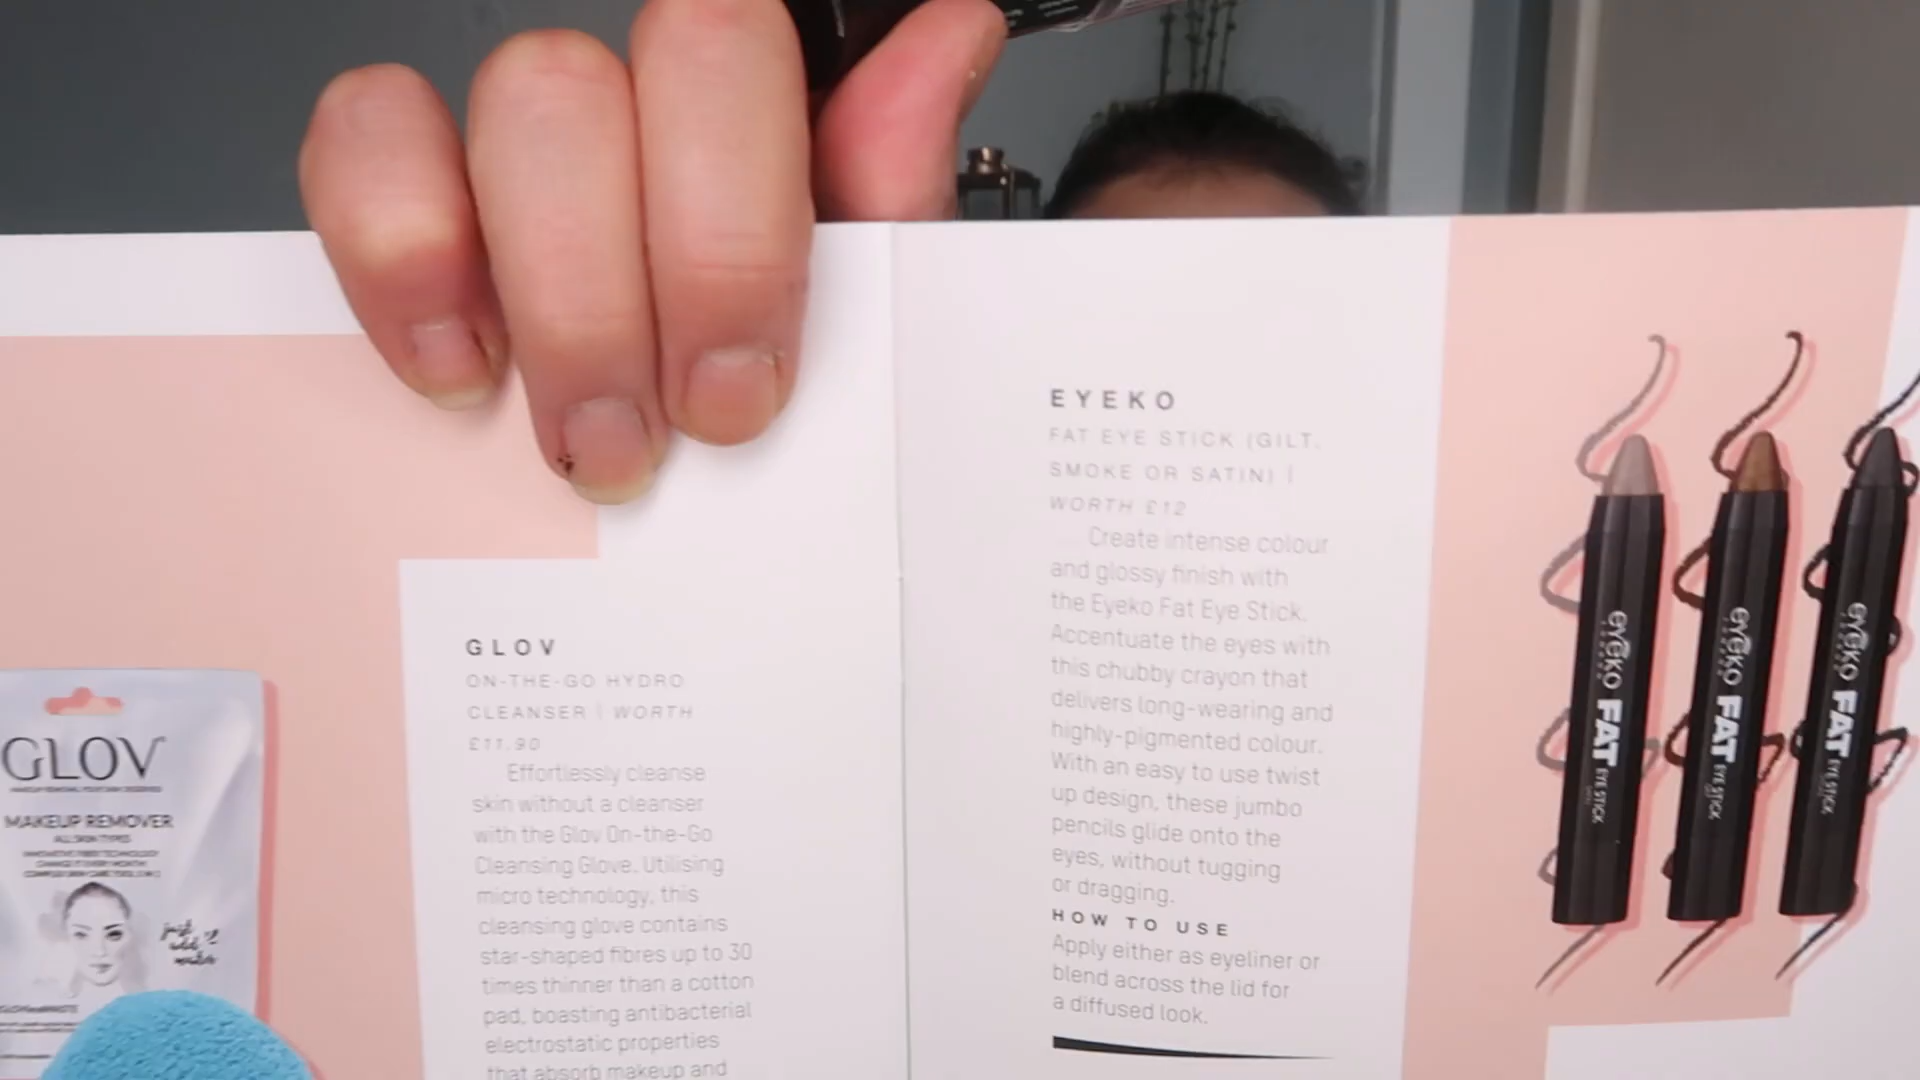 GLOV
MAKEUP REMOVER
ALL SKIN TYPES
just
add
water
GLOV
ON-THE-GO HYDRO
CLEANSER | WORTH
£11.90
Effortlessly cleanse
skin without a cleanser
with the Glov On-the-Go
Cleansing Glove. Utilising
micro technology, this
cleansing glove contains
star-shaped fibres up to 30
times thinner than a cotton
pad, boasting antibacterial
electrostatic properties
that absorb makeup and
EYEKO
FAT EYE STICK (GILT,
SMOKE OR SATIN) |
WORTH £12
Create intense colour
and glossy finish with
the Eyeko Fat Eye Stick.
Accentuate the eyes with
this chubby crayon that
delivers long-wearing and
highly-pigmented colour.
With an easy to use twist
up design, these jumbo
pencils glide onto the
eyes, without tugging
or dragging.
HOW TO USE
Apply either as eyeliner or
blend across the lid for
a diffused look.
eyeko FAT EYE STICK
eyeko FAT EYE STICK
eyeko FAT EYE STICK